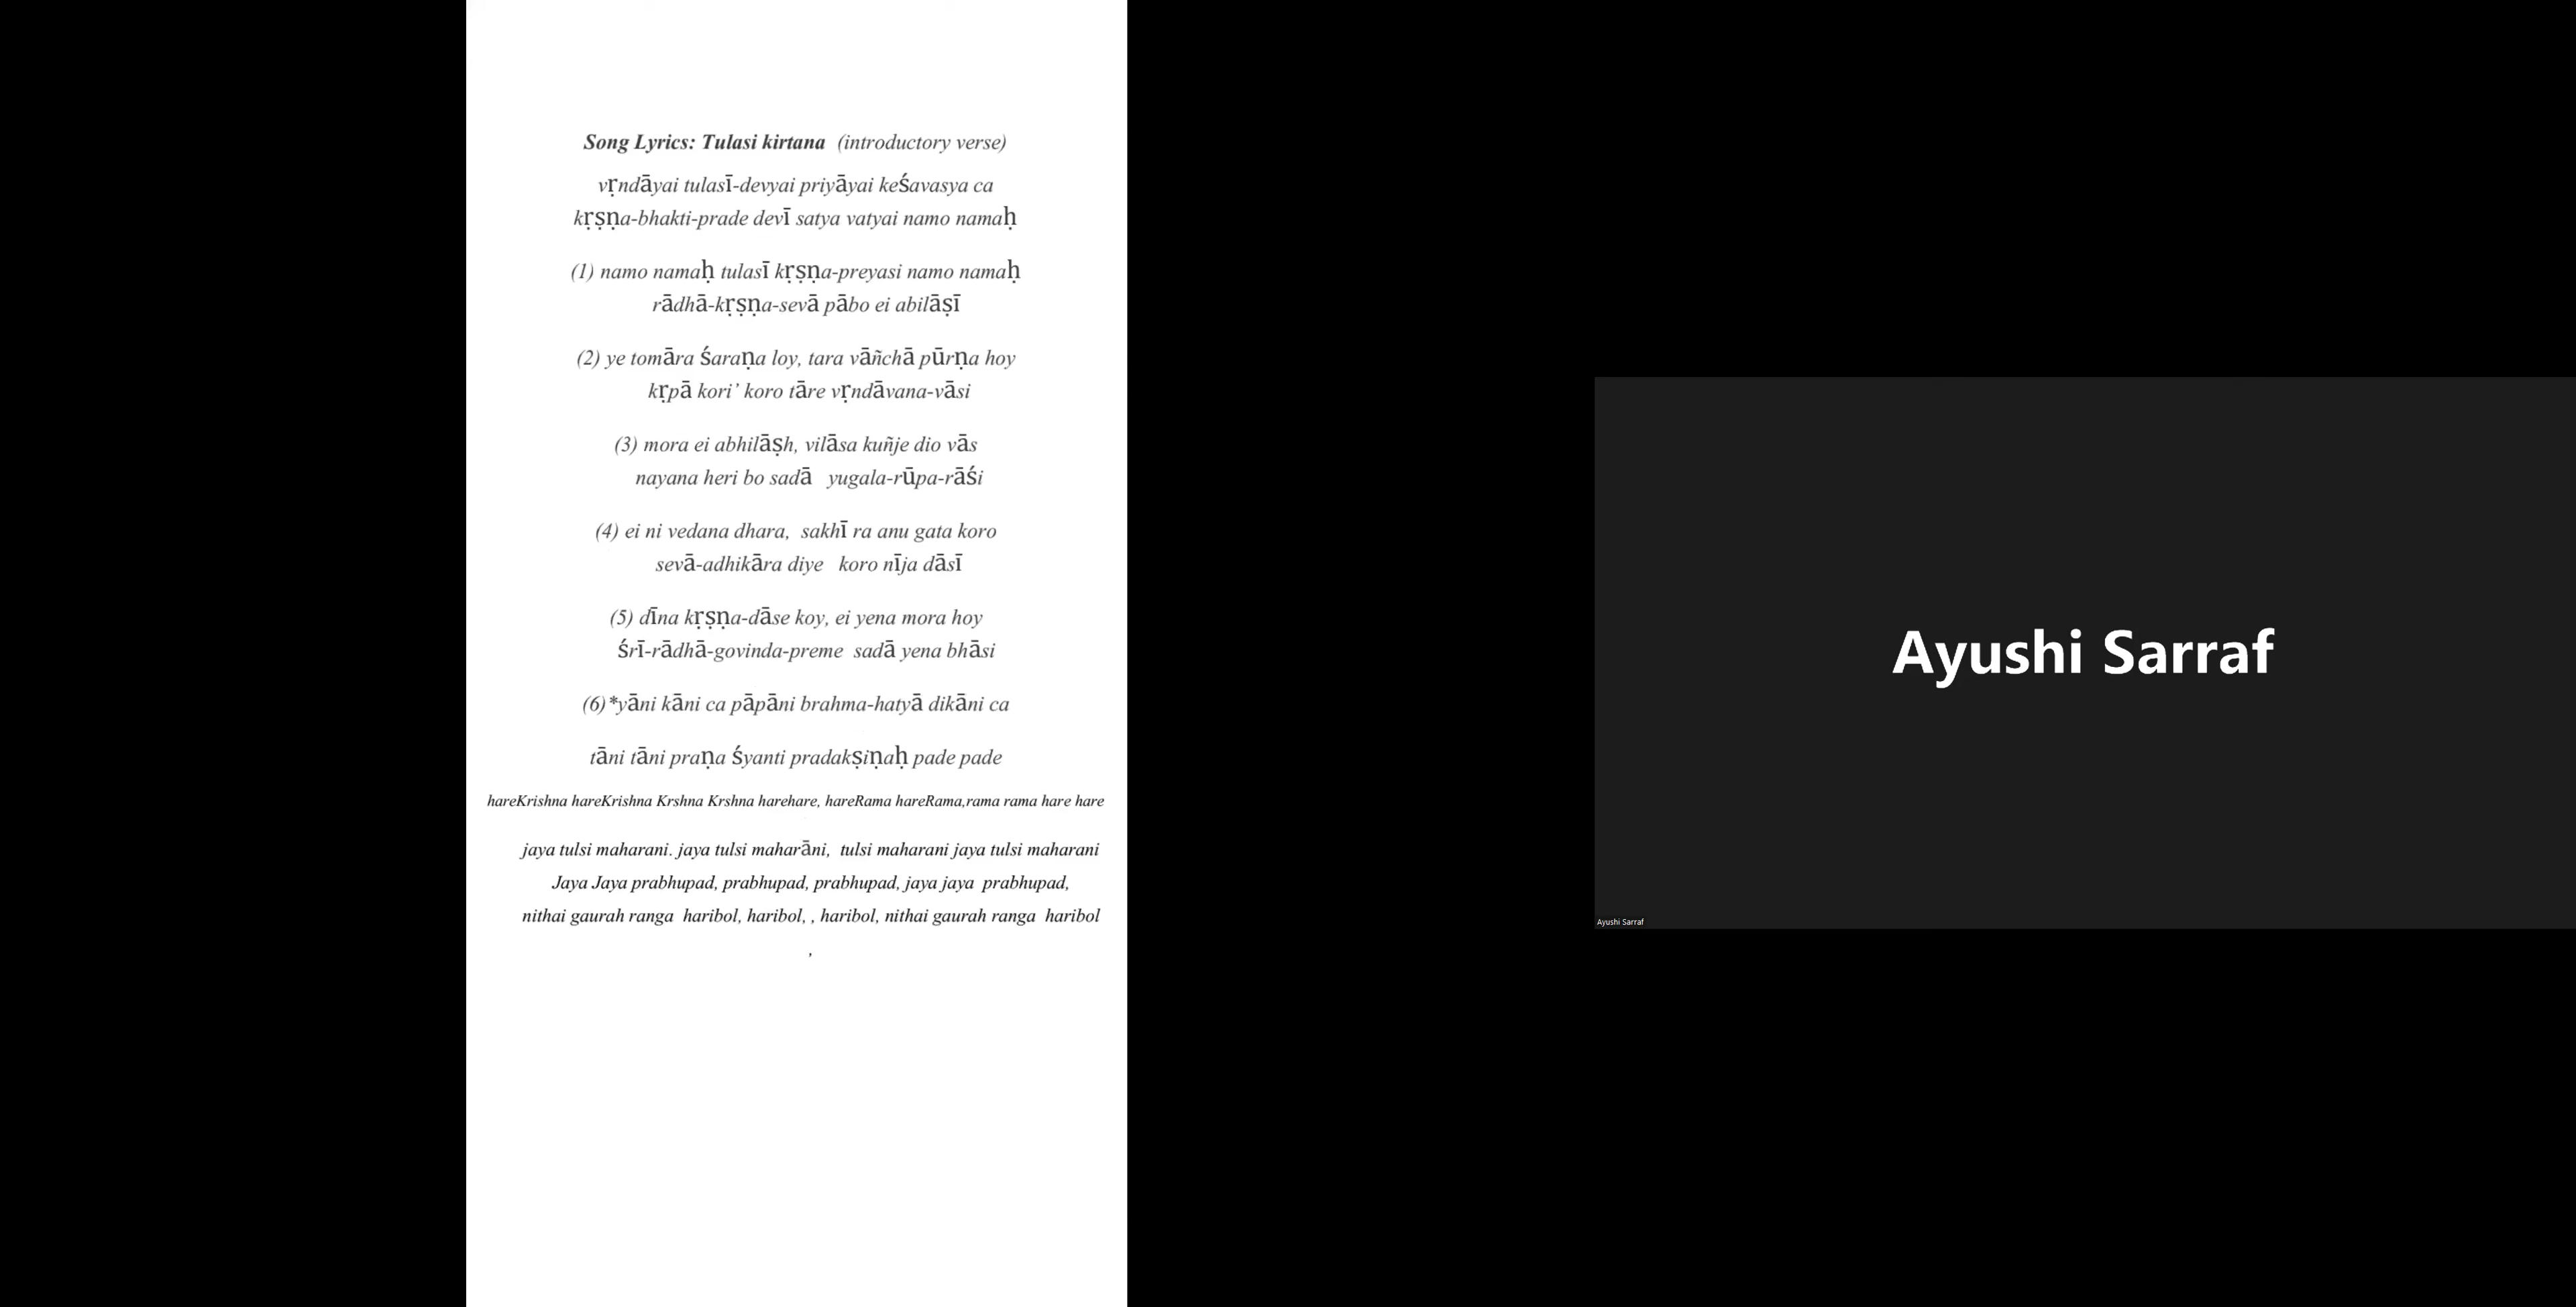 Song Lyrics: Tulasi kirtana (introductory verse)
vṛndāyai tulasī-devyai priyāyai keśavasya ca
kṛṣṇa-bhakti-prade devī satya vatyai namo namaḥ
(1) namo namaḥ tulasī kṛṣṇa-preyasi namo namaḥ
rādhā-kṛṣṇa-sevā pābo ei abilāṣī
(2) ye tomāra śaraṇa loy, tara vāñchā pūrṇa hoy
kṛpā kori’ koro tāre vṛndāvana-vāsi
(3) mora ei abhilāṣh, vilāsa kuñje dio vās
nayana heri bo sadā yugala-rūpa-rāśi
(4) ei ni vedana dhara, sakhī ra anu gata koro
sevā-adhikāra diye koro nīja dāsī
(5) dīna kṛṣṇa-dāse koy, ei yena mora hoy
śrī-rādhā-govinda-preme sadā yena bhāsi
(6)*yāni kāni ca pāpāni brahma-hatyā dikāni ca
tāni tāni praṇa śyanti pradakṣiṇaḥ pade pade
hareKrishna hareKrishna Krshna Krshna harehare, hareRama hareRama,rama rama hare hare
jaya tulsi maharani. jaya tulsi maharāni, tulsi maharani jaya tulsi maharani
Jaya Jaya prabhupad, prabhupad, prabhupad, jaya jaya prabhupad,
nithai gaurah ranga haribol, haribol, , haribol, nithai gaurah ranga haribol
,
Ayushi Sarraf
Ayushi Sarraf